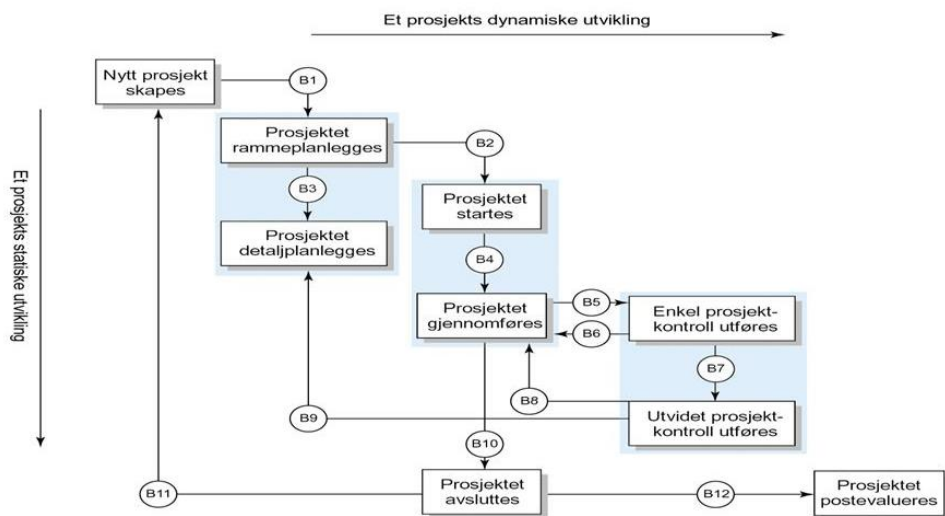 Et prosjekts dynamiske utvikling
Nytt prosjekt
skapes
B1
Prosjektet
rammeplanlegges
B2
B3
Prosjektet
startes
Prosjektet
detaljplanlegges
B4
Et prosjekts statiske utvikling
Prosjektet
gjennomføres
B5
B6
Enkel prosjekt-
kontroll utføres
B7
B8
B9
Utvidet prosjekt-
kontroll utføres
B10
B11
Prosjektet
avsluttes
B12
Prosjektet
postevalueres